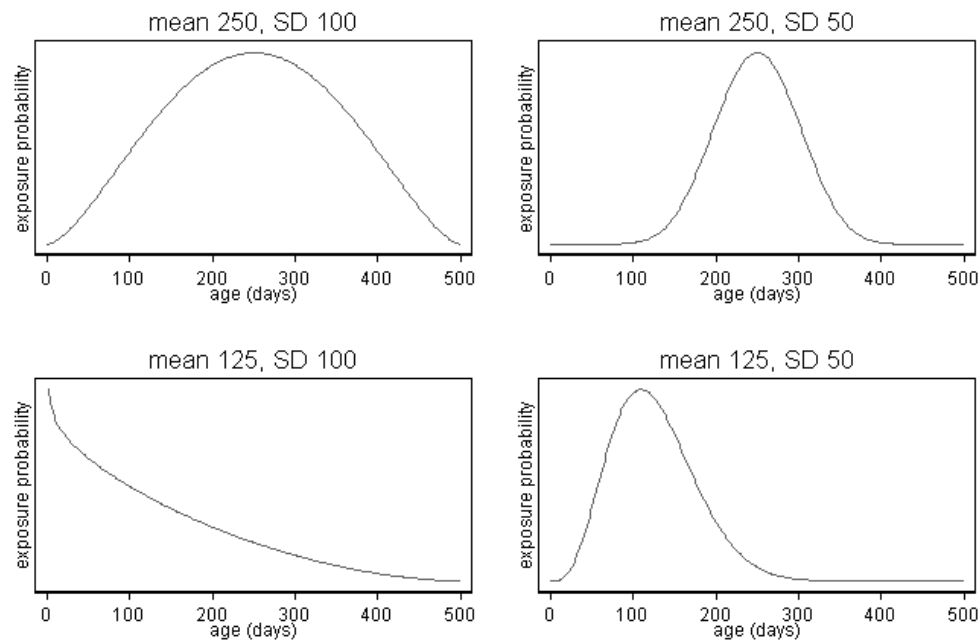 mean 250, SD 100
exposure probability
0 100 200 300 400 500
age (days)
mean 250, SD 50
exposure probability
0 100 200 300 400 500
age (days)
mean 125, SD 100
exposure probability
0 100 200 300 400 500
age (days)
mean 125, SD 50
exposure probability
0 100 200 300 400 500
age (days)